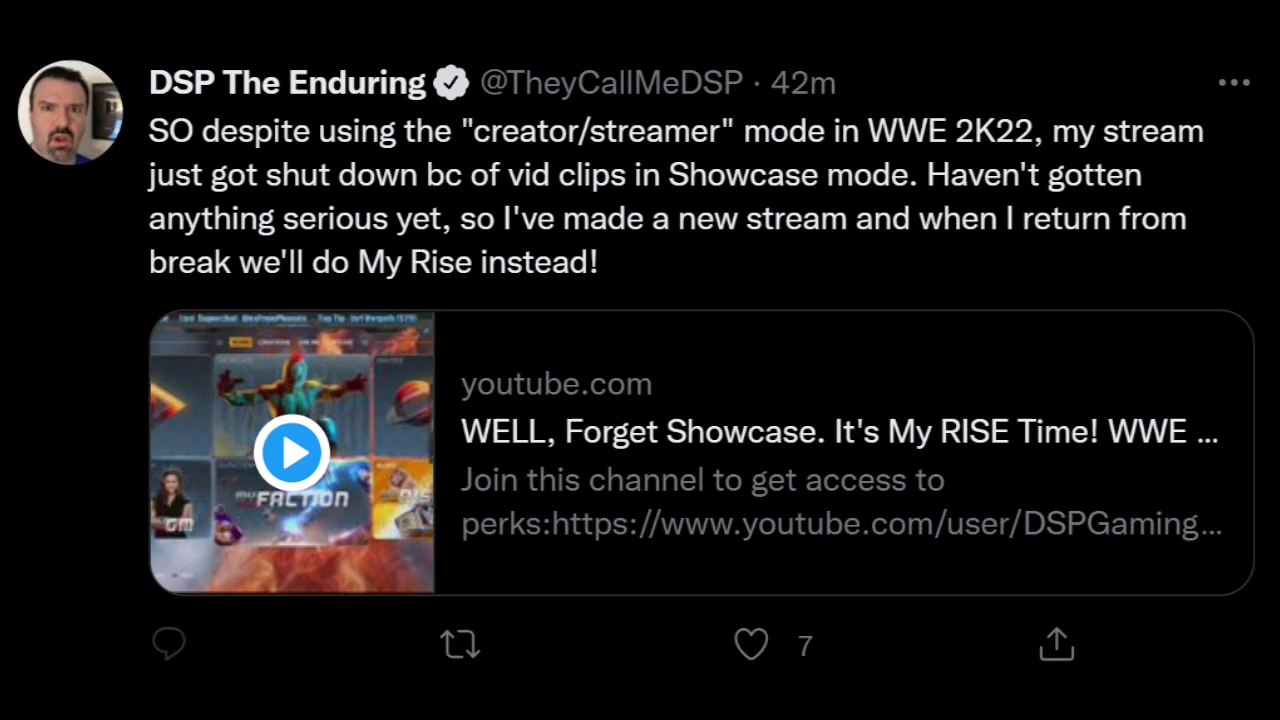 DSP The Enduring @TheyCallMeDSP · 42m
SO despite using the "creator/streamer" mode in WWE 2K22, my stream
just got shut down bc of vid clips in Showcase mode. Haven't gotten
anything serious yet, so I've made a new stream and when I return from
break we'll do My Rise instead!
youtube.com
WELL, Forget Showcase. It's My RISE Time! WWE ...
Join this channel to get access to
perks:https://www.youtube.com/user/DSPGaming...
GM
FACTION
7